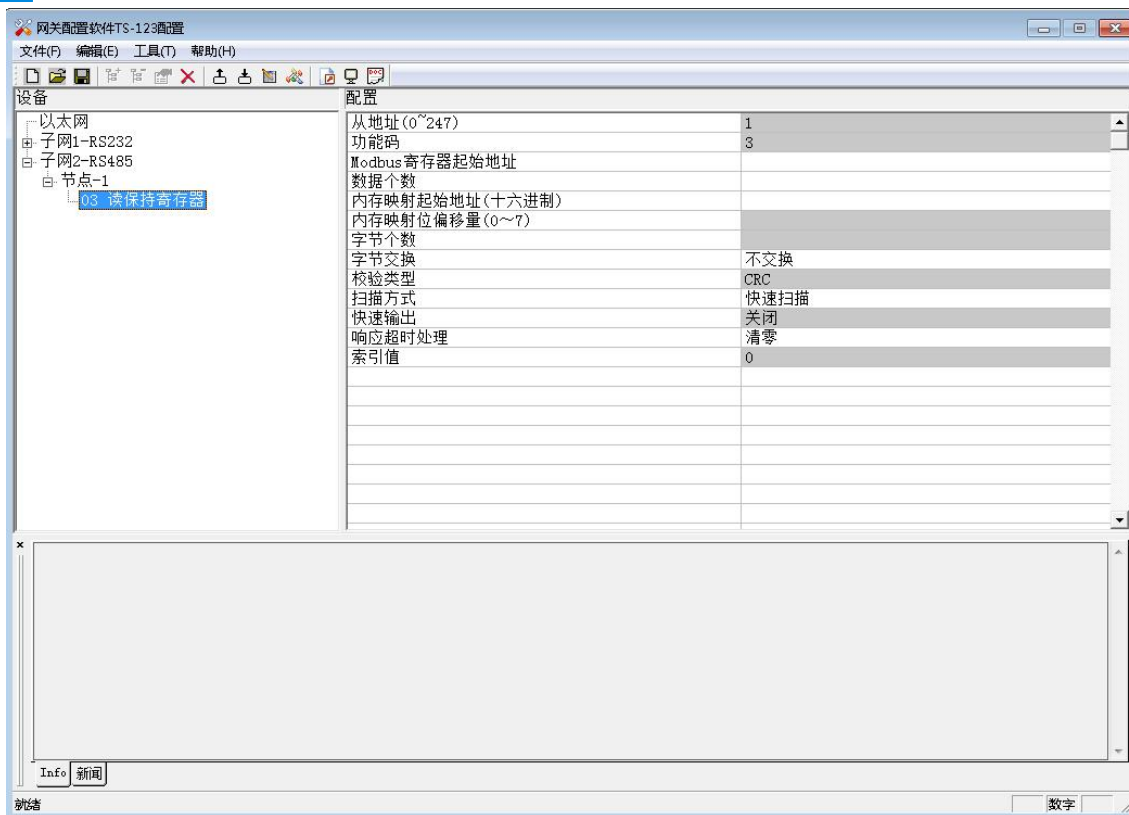 网关配置软件TS-123配置
文件(F) 编辑(E) 工具(T) 帮助(H)
设备
配置
以太网
子网1-RS232
子网2-RS485
节点-1
03 读保持寄存器
从地址(0~247) 1
功能码 3
Modbus寄存器起始地址
数据个数
内存映射起始地址(十六进制)
内存映射位偏移量(0～7)
字节个数
字节交换 不交换
校验类型 CRC
扫描方式 快速扫描
快速输出 关闭
响应超时处理 清零
索引值 0
Info 新闻
就绪 数字